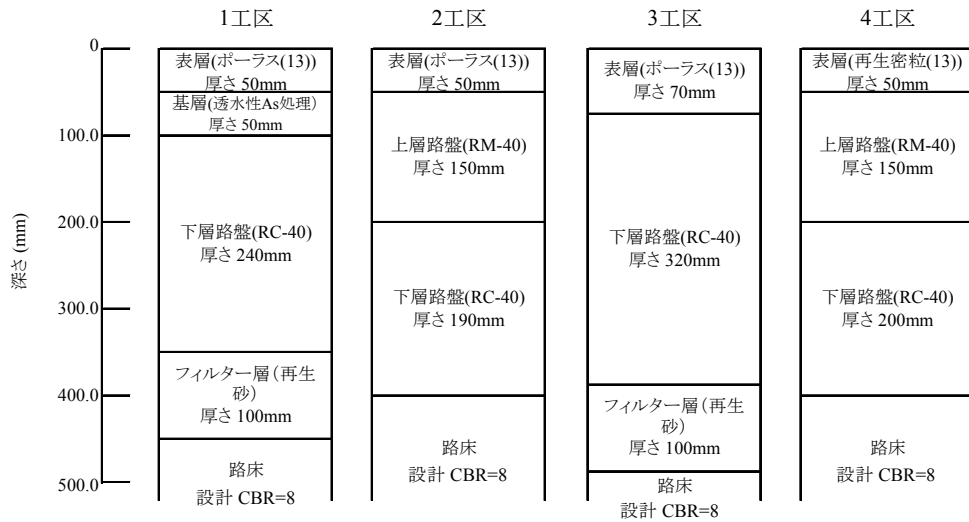 1工区
2工区
3工区
4工区
深さ (mm)
0
100.0
200.0
300.0
400.0
500.0
表層(ポーラス(13))
厚さ 50mm
基層(透水性As処理)
厚さ 50mm
下層路盤(RC-40)
厚さ 240mm
フィルター層(再生
砂)
厚さ 100mm
路床
設計 CBR=8
表層(ポーラス(13))
厚さ 50mm
上層路盤(RM-40)
厚さ 150mm
下層路盤(RC-40)
厚さ 190mm
路床
設計 CBR=8
表層(ポーラス(13))
厚さ 70mm
下層路盤(RC-40)
厚さ 320mm
フィルター層(再生
砂)
厚さ 100mm
路床
設計 CBR=8
表層(再生密粒(13))
厚さ 50mm
上層路盤(RM-40)
厚さ 150mm
下層路盤(RC-40)
厚さ 200mm
路床
設計 CBR=8